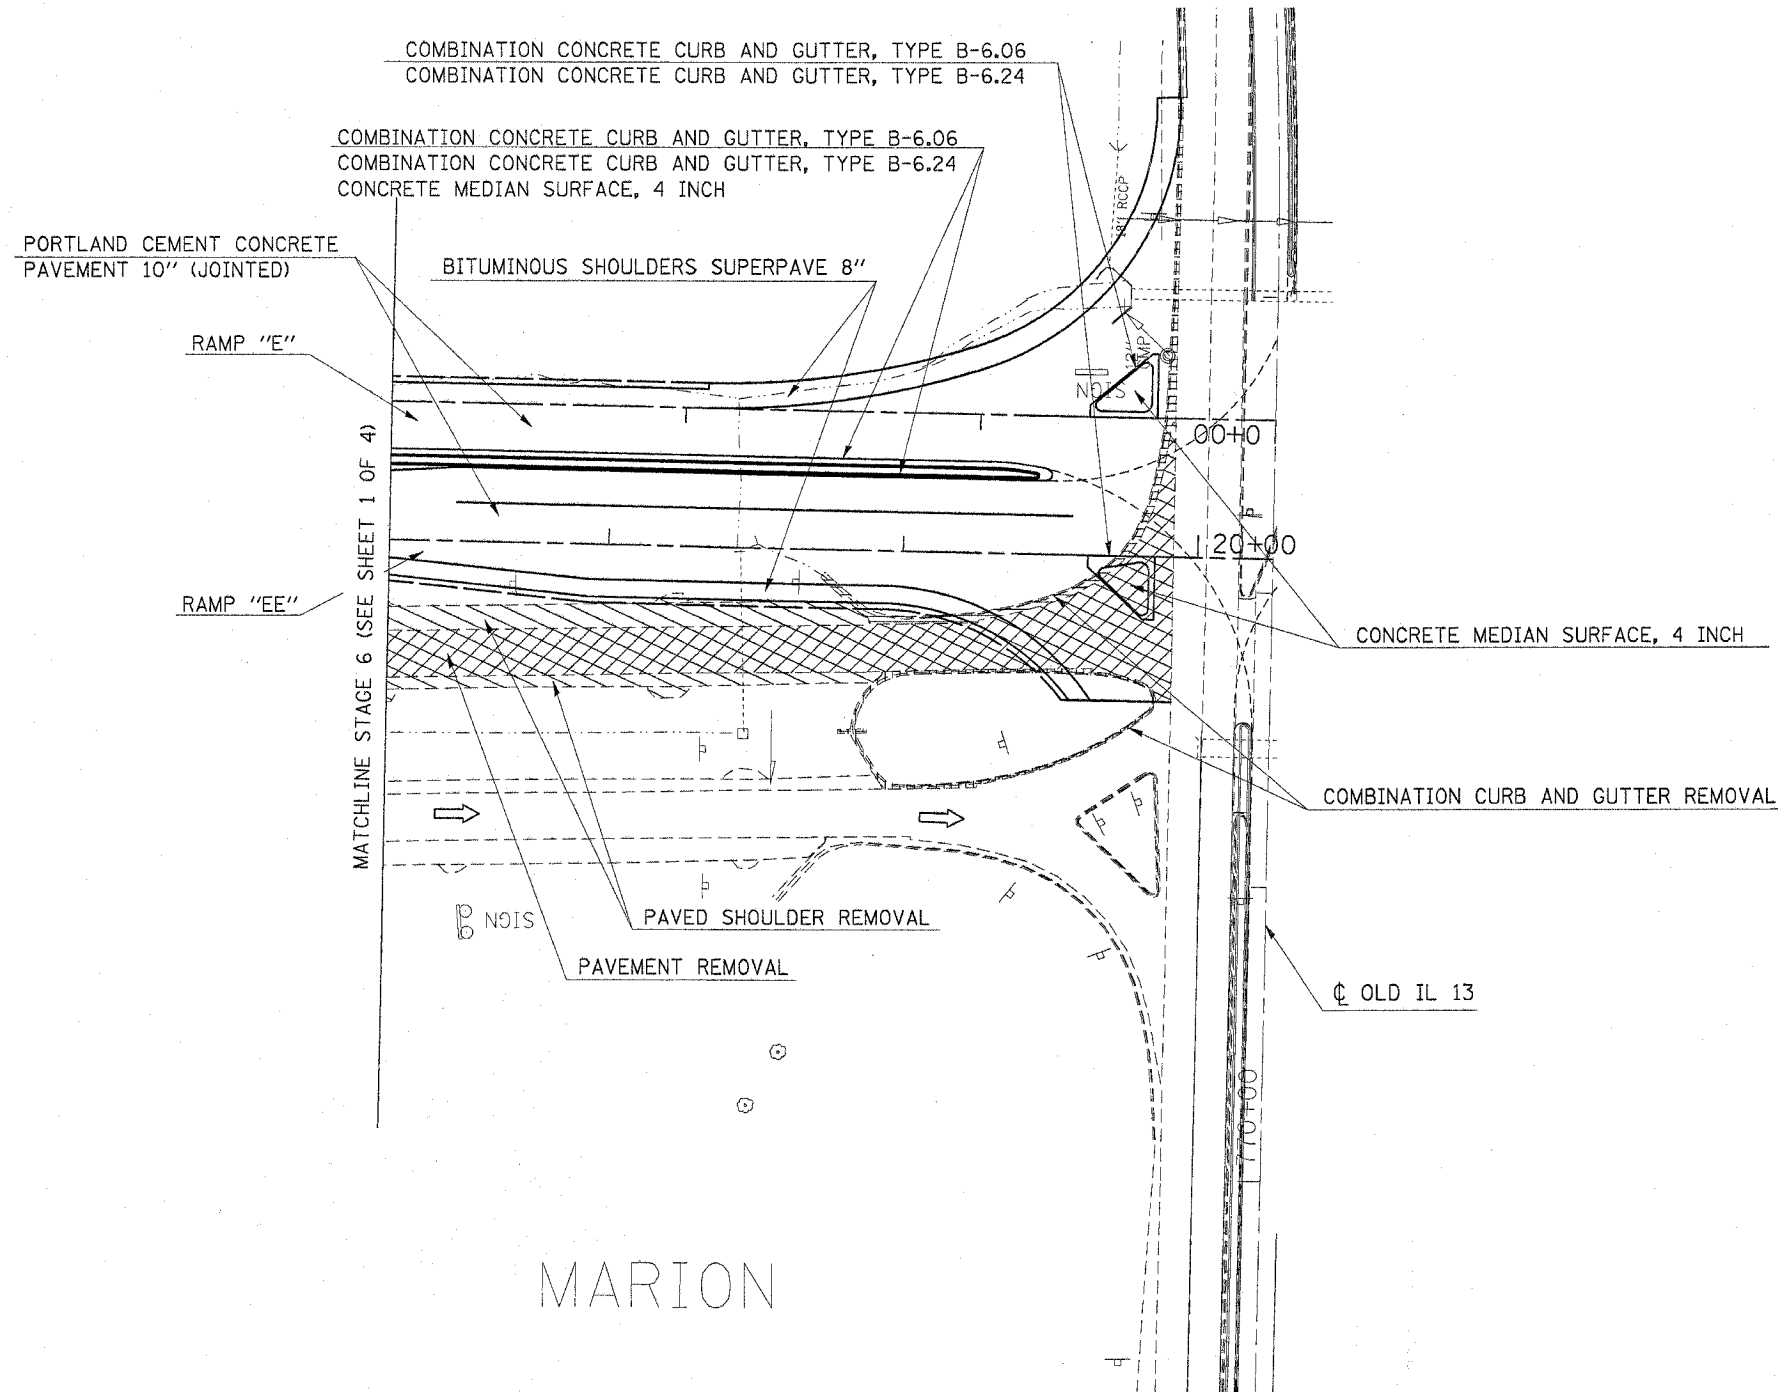 COMBINATION CONCRETE CURB AND GUTTER, TYPE B-6.06
COMBINATION CONCRETE CURB AND GUTTER, TYPE B-6.24
COMBINATION CONCRETE CURB AND GUTTER, TYPE B-6.06
COMBINATION CONCRETE CURB AND GUTTER, TYPE B-6.24
CONCRETE MEDIAN SURFACE, 4 INCH
18" RCCP
PORTLAND CEMENT CONCRETE
PAVEMENT 10" (JOINTED)
BITUMINOUS SHOULDERS SUPERPAVE 8"
RAMP "E"
SIGN
00+0
MATCHLINE STAGE 6 (SEE SHEET 1 OF 4)
120+00
RAMP "EE"
CONCRETE MEDIAN SURFACE, 4 INCH
COMBINATION CURB AND GUTTER REMOVAL
SIGN
PAVED SHOULDER REMOVAL
PAVEMENT REMOVAL
℄ OLD IL 13
MARION